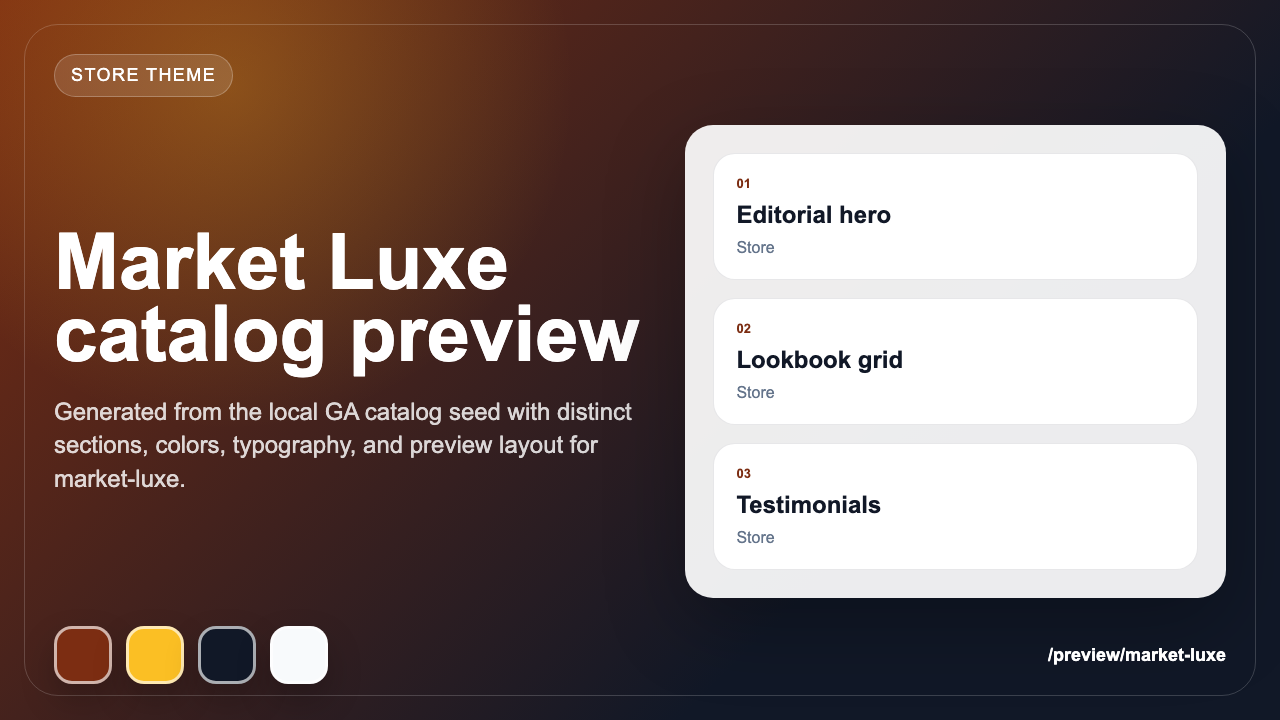 STORE THEME
Market Luxe
catalog preview
Generated from the local GA catalog seed with distinct
sections, colors, typography, and preview layout for
market-luxe.
01
Editorial hero
Store
02
Lookbook grid
Store
03
Testimonials
Store
/preview/market-luxe